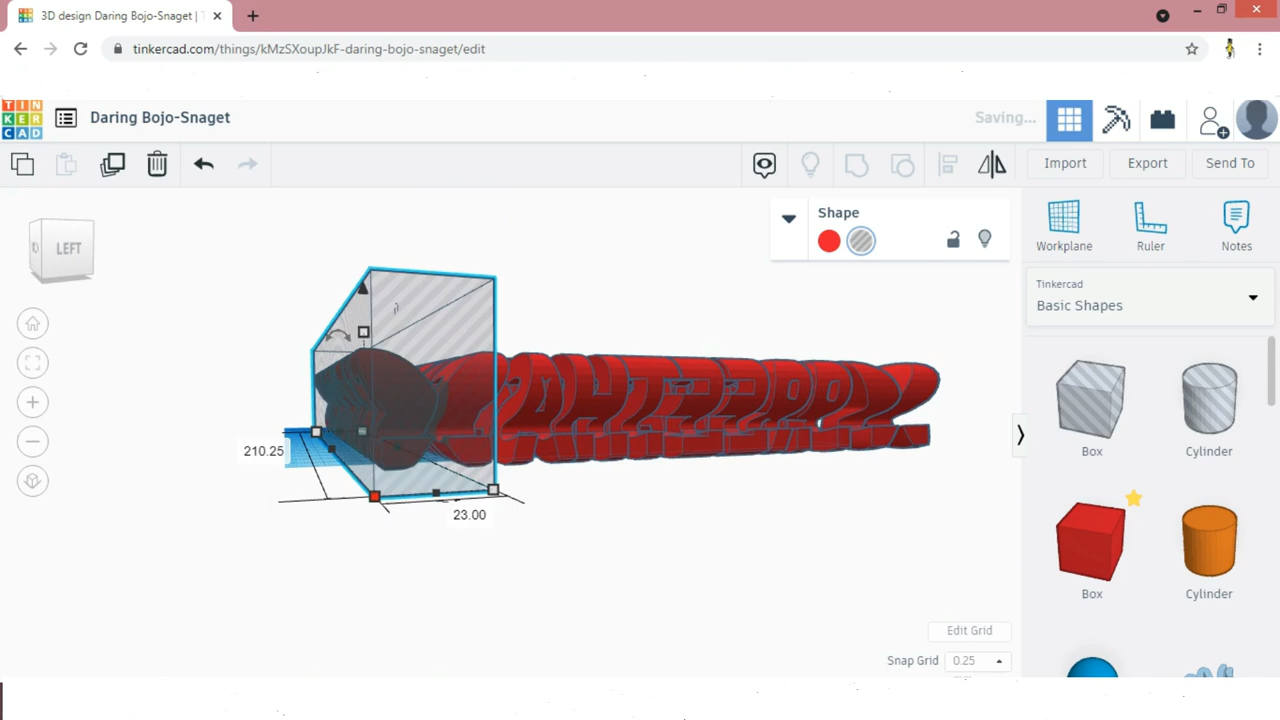 3D design Daring Bojo-Snaget | T
tinkercad.com/things/kMzSXoupJkF-daring-bojo-snaget/edit
TIN
KER
CAD
Daring Bojo-Snaget
Saving...
Import
Export
Send To
LEFT
Shape
Workplane
Ruler
Notes
Tinkercad
Basic Shapes
210.25
23.00
Box
Cylinder
Box
Cylinder
Edit Grid
Snap Grid
0.25